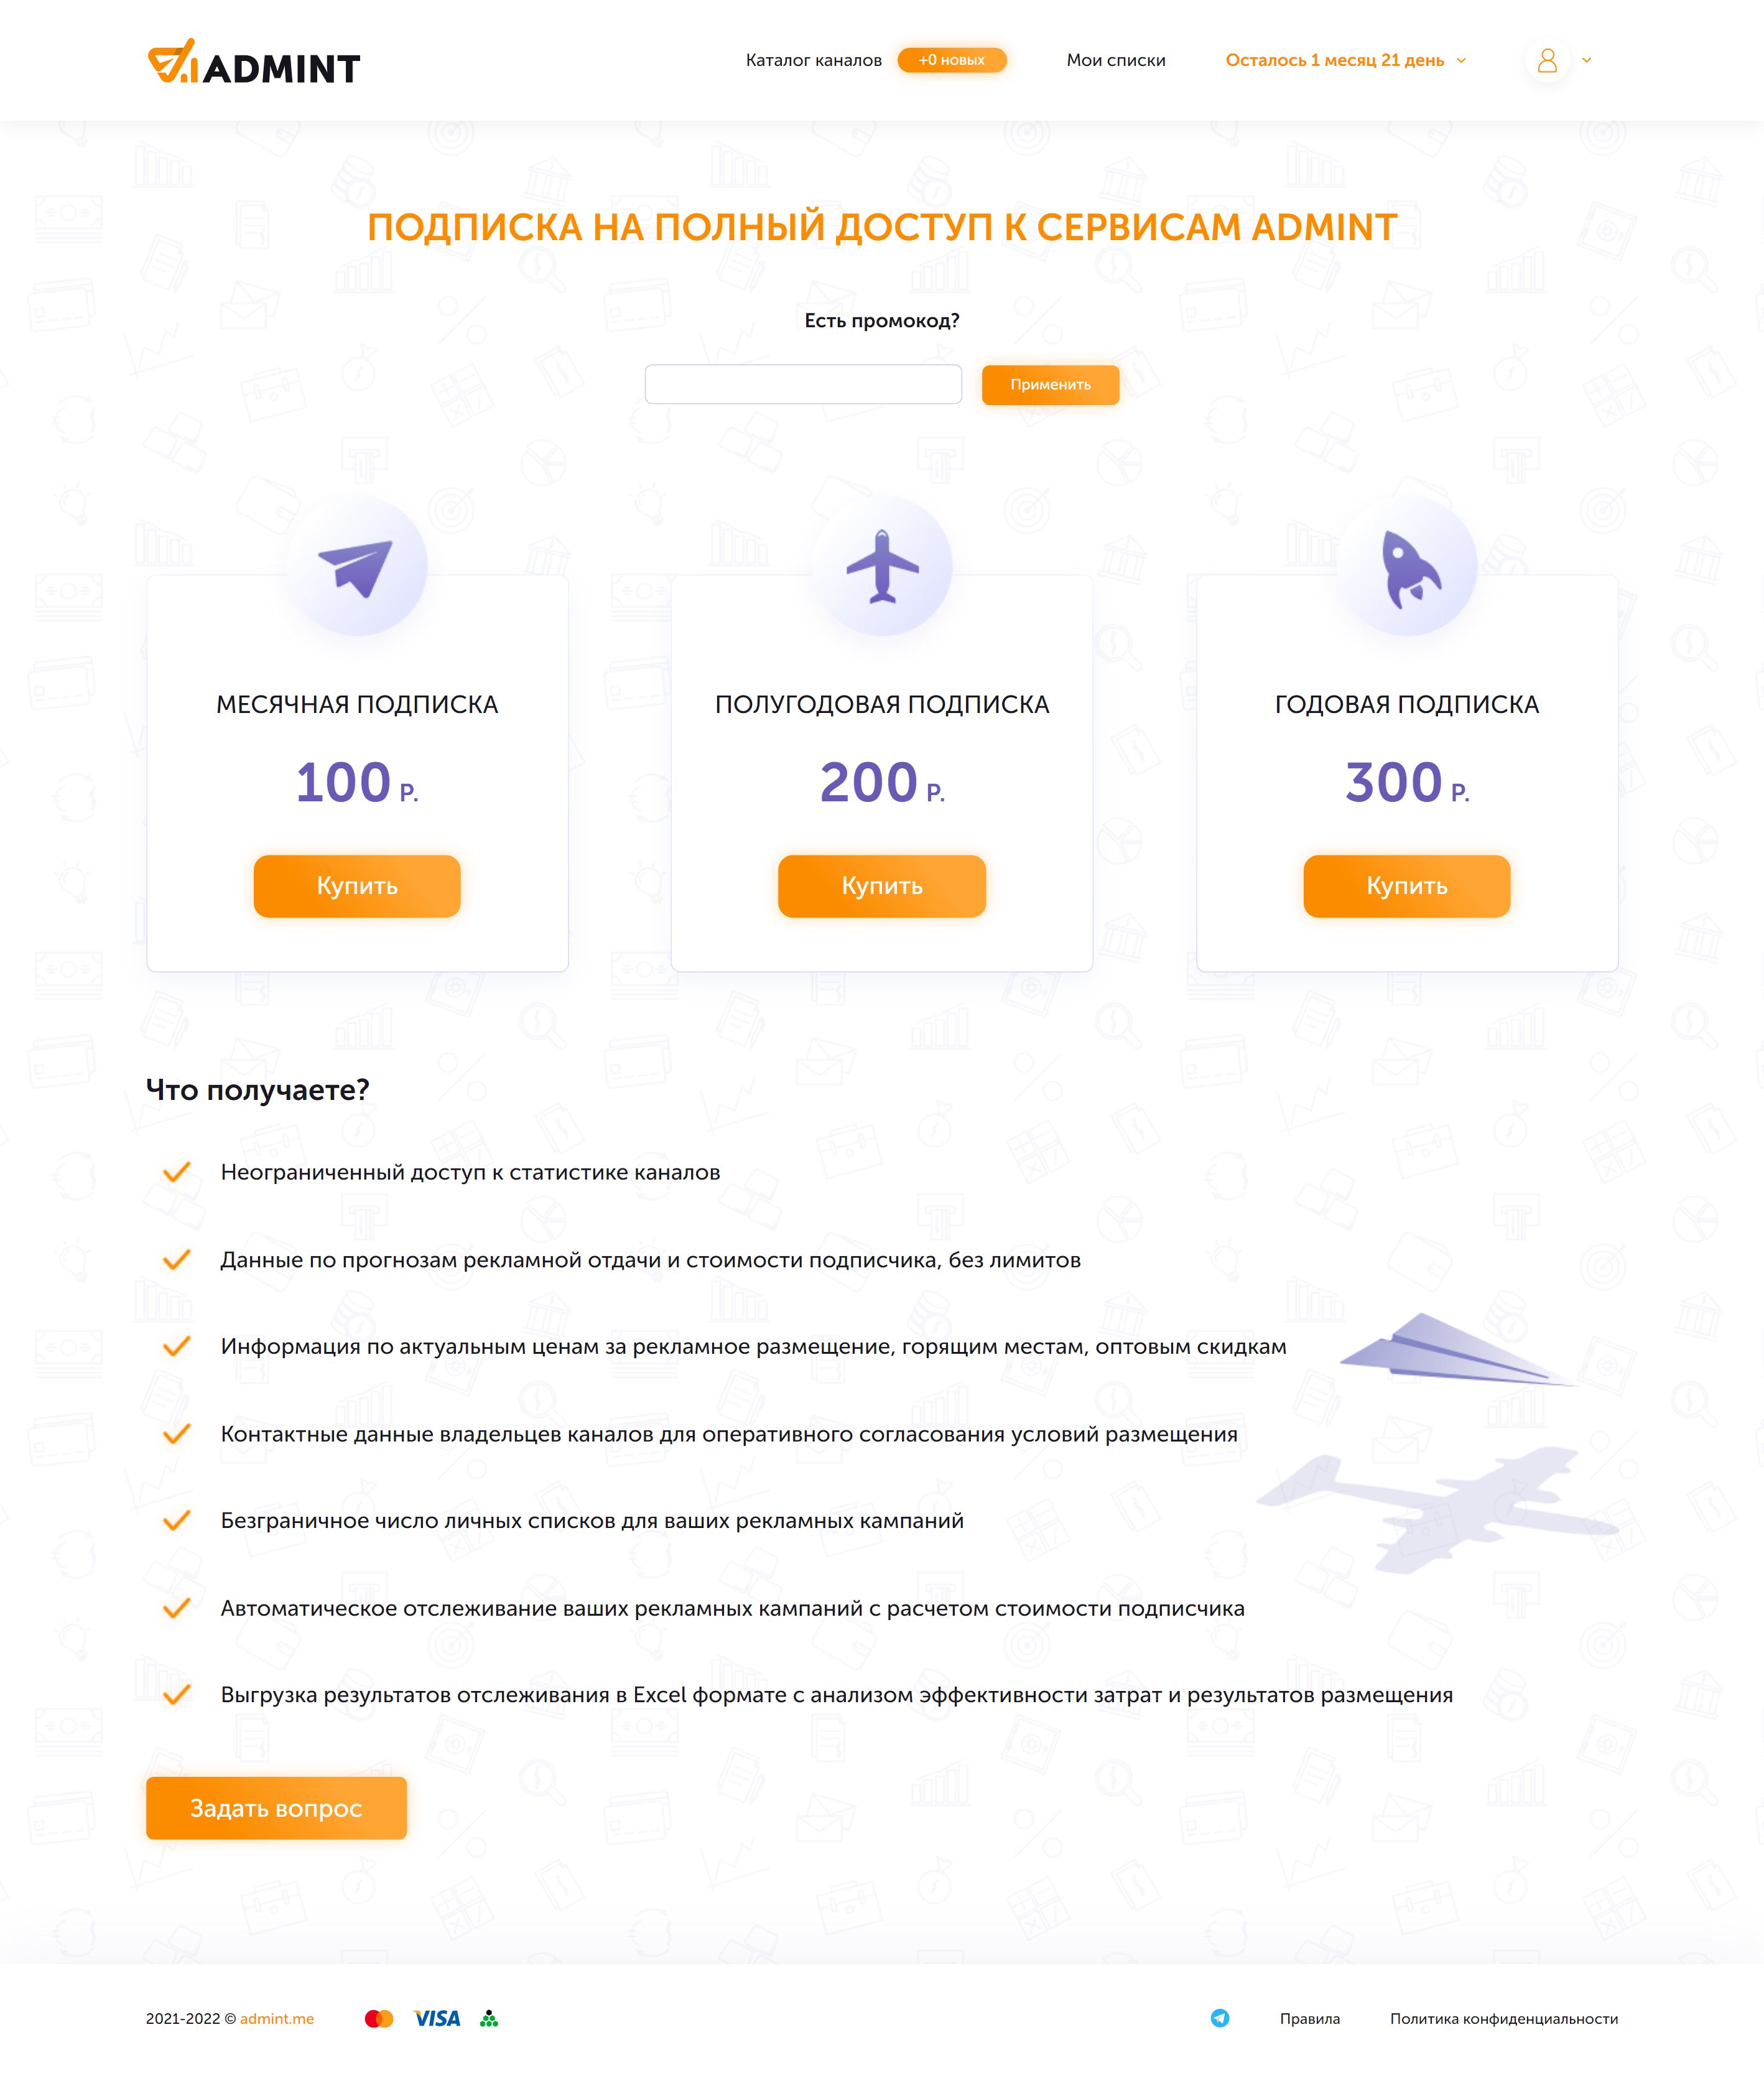 ADMINT
Каталог каналов +0 новых Мои списки Осталось 1 месяц 21 день
ПОДПИСКА НА ПОЛНЫЙ ДОСТУП К СЕРВИСАМ ADMINT
Есть промокод?
Применить
МЕСЯЧНАЯ ПОДПИСКА
100 Р.
Купить
ПОЛУГОДОВАЯ ПОДПИСКА
200 Р.
Купить
ГОДОВАЯ ПОДПИСКА
300 Р.
Купить
Что получаете?
Неограниченный доступ к статистике каналов
Данные по прогнозам рекламной отдачи и стоимости подписчика, без лимитов
Информация по актуальным ценам за рекламное размещение, горящим местам, оптовым скидкам
Контактные данные владельцев каналов для оперативного согласования условий размещения
Безграничное число личных списков для ваших рекламных кампаний
Автоматическое отслеживание ваших рекламных кампаний с расчетом стоимости подписчика
Выгрузка результатов отслеживания в Excel формате с анализом эффективности затрат и результатов размещения
Задать вопрос
2021-2022 © admint.me VISA Правила Политика конфиденциальности